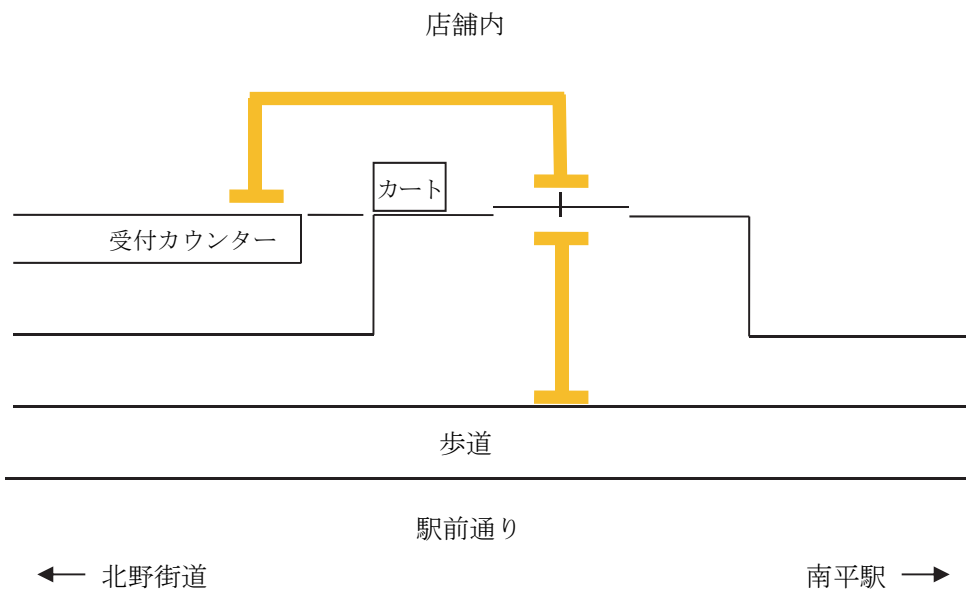 店舗内
カート
受付カウンター
歩道
駅前通り
北野街道
南平駅